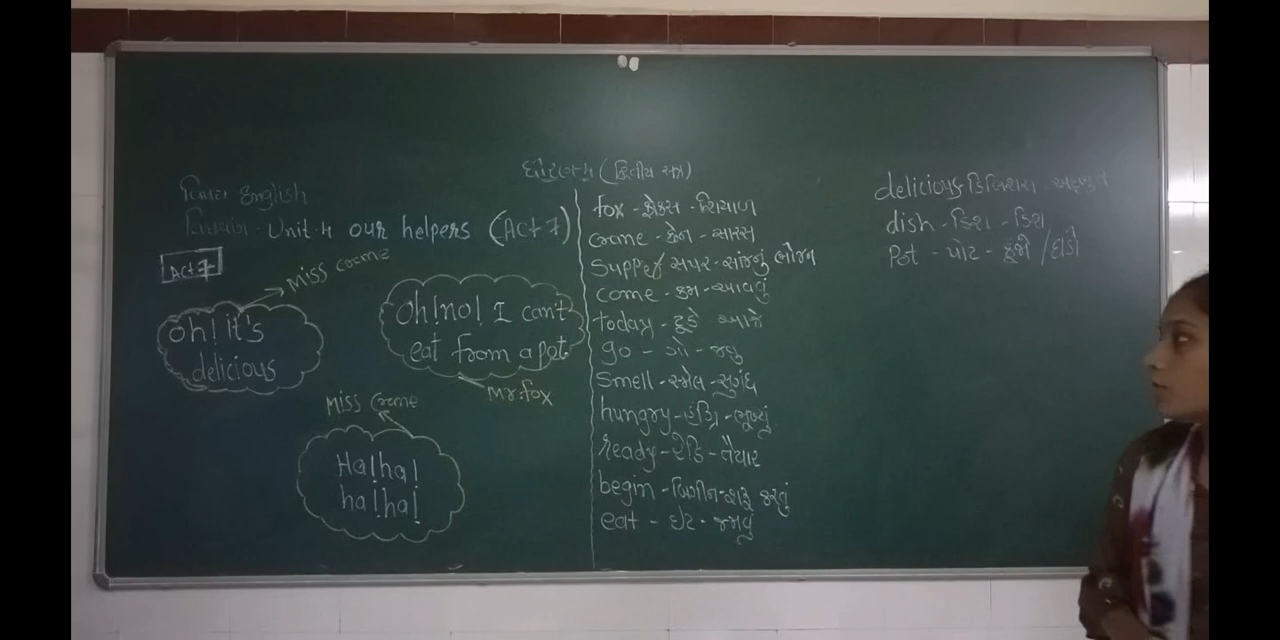 ધોરણ-૫ (દ્વિતીય સત્ર)
વિષય English
Unit-4 our helpers (Act 7)
Act 7
Miss Crane
oh! it's
delicious
Oh! no! I can't
eat from a pot.
Mr. fox
Miss Crane
Ha! ha!
ha! ha!
fox - ફોક્સ - શિયાળ
Crane - ક્રેન - સારસ
Supper સપર - સાંજનું ભોજન
Come - કમ - આવવું
today - ટુડે આજે
go - ગો - જવુ
Smell - સ્મેલ - સુગંધ
hungry - હંગ્રિ - ભૂખ્યું
ready - રેડિ - તૈયાર
begin - બિગીન - શરૂ કરવું
eat - ઇટ - જમવું
delicious ડિલિશસ - અદ્ભુત
dish - ડિશ - ડિશ
Pot - પોટ - કૂંજો /